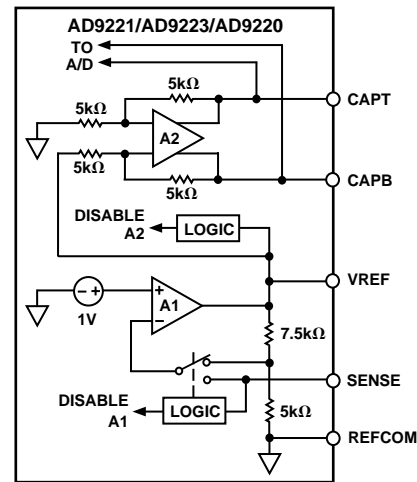 AD9221/AD9223/AD9220
TO
A/D
5kΩ
5kΩ
CAPT
A2
5kΩ
5kΩ
CAPB
DISABLE
A2
LOGIC
VREF
A1
+
−
− +
1V
7.5kΩ
SENSE
DISABLE
A1
LOGIC
5kΩ
REFCOM